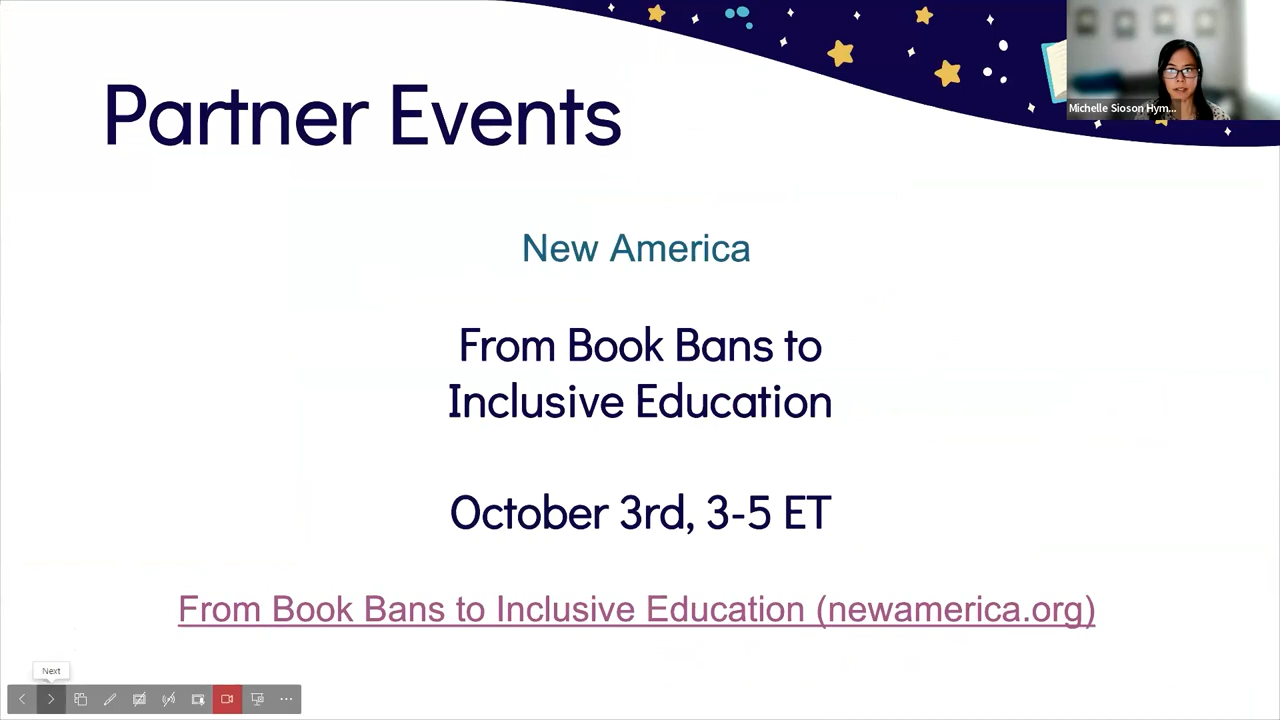 Partner Events
Michelle Sioson Hym...
New America
From Book Bans to
Inclusive Education
October 3rd, 3-5 ET
From Book Bans to Inclusive Education (newamerica.org)
Next